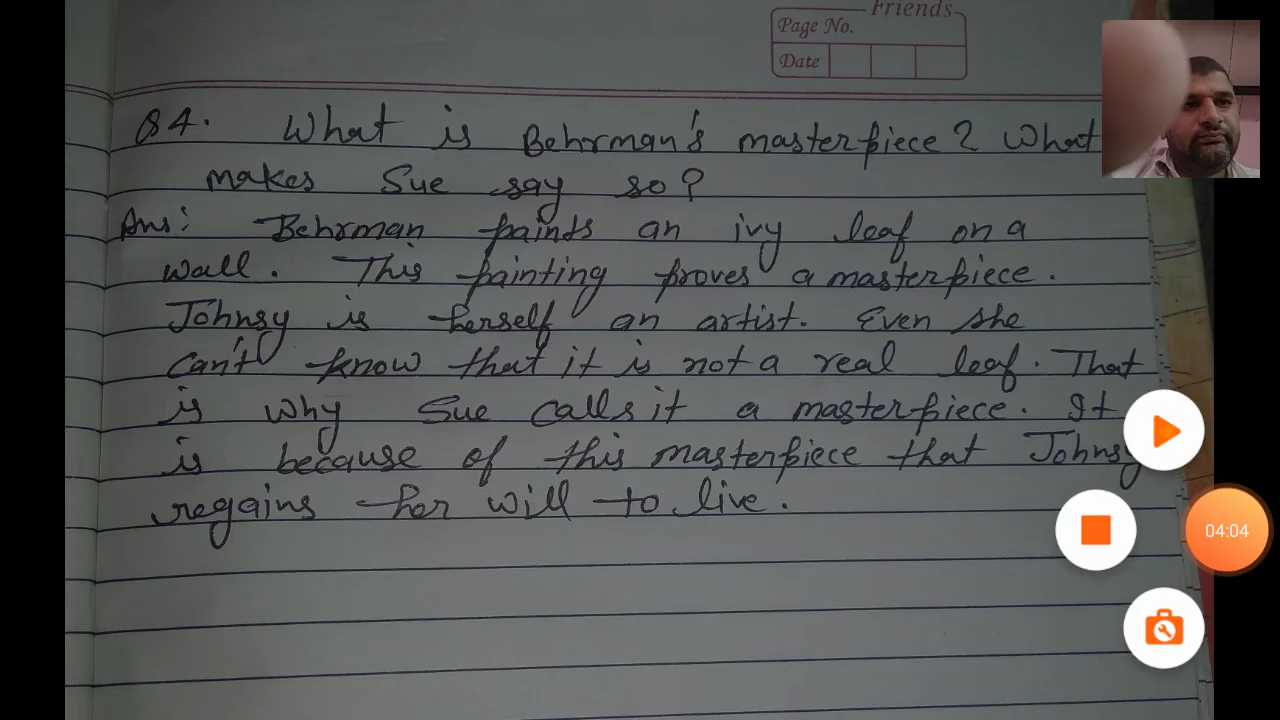 Friends
Page No.
Date
Q4. What is Behrman's masterpiece? What
makes Sue say so?
Ans: Behrman paints an ivy leaf on a
wall. This painting proves a masterpiece.
Johnsy is herself an artist. Even she
can't know that it is not a real leaf. That
is why Sue calls it a masterpiece. It
is because of this masterpiece that Johnsy
regains her will to live.
04:04